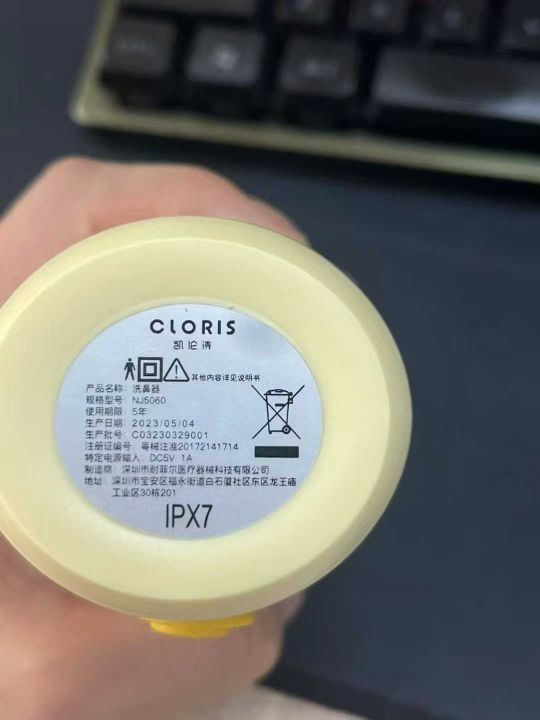 CLORIS
凯伦诗
其他内容详见说明书
产品名称: 洗鼻器
规格型号: NJ5060
使用期限: 5年
生产日期: 2023/05/04
生产批号: C03230329001
注册证编号: 粤械注准20172141714
特定电源输入: DC5V 1A
制造商: 深圳市耐菲尔医疗器械科技有限公司
地址: 深圳市宝安区福永街道白石厦社区东区龙王庙
工业区30栋201
IPX7